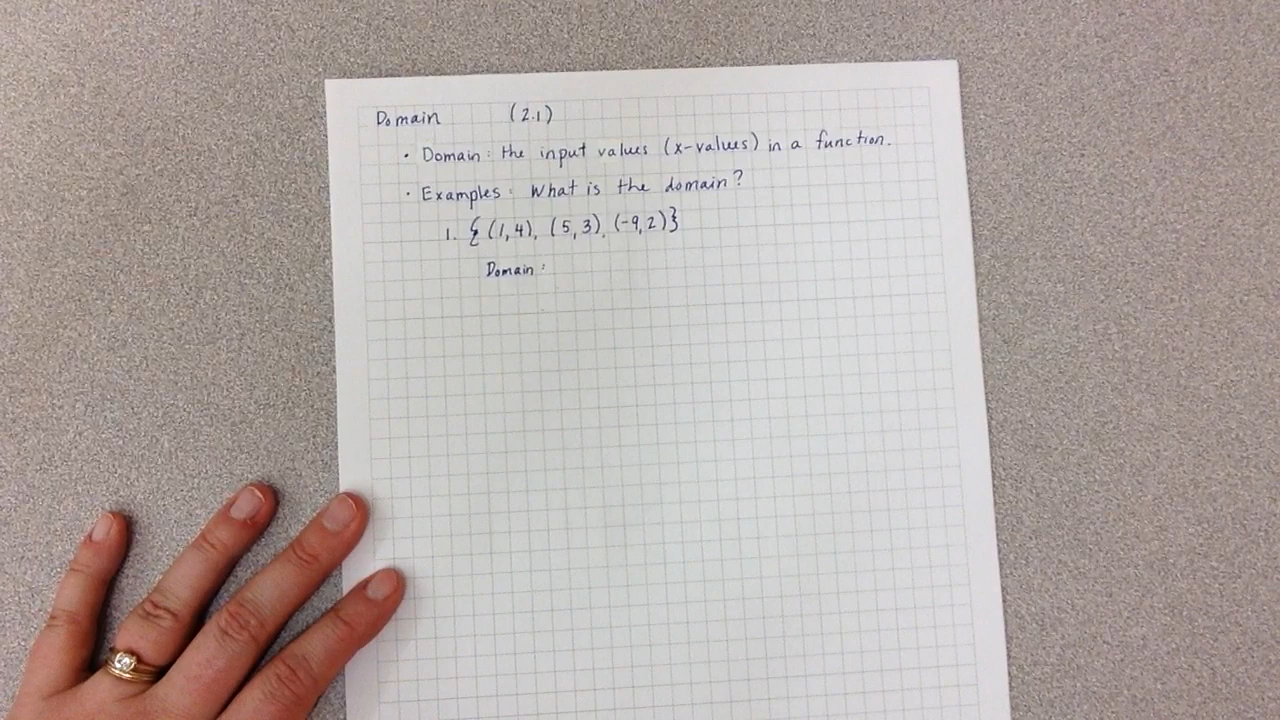 Domain (2.1)
• Domain: the input values (x-values) in a function.
• Examples: What is the domain?
1. {(1,4), (5,3), (-9,2)}
Domain: